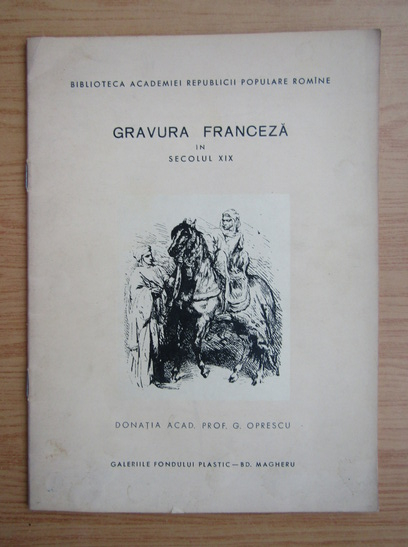 BIBLIOTECA ACADEMIEI REPUBLICII POPULARE ROMÎNE
GRAVURA FRANCEZĂ
IN
SECOLUL XIX
DONAȚIA ACAD. PROF. G. OPRESCU
GALERIILE FONDULUI PLASTIC—BD. MAGHERU